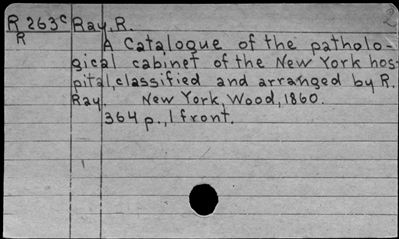 R 263c Ray, R.
R
A Catalogue of the patholo-
gical cabinet of the New York hos-
pital, classified and arranged by R.
Ray. New York, Wood, 1860.
364 p., 1 front.